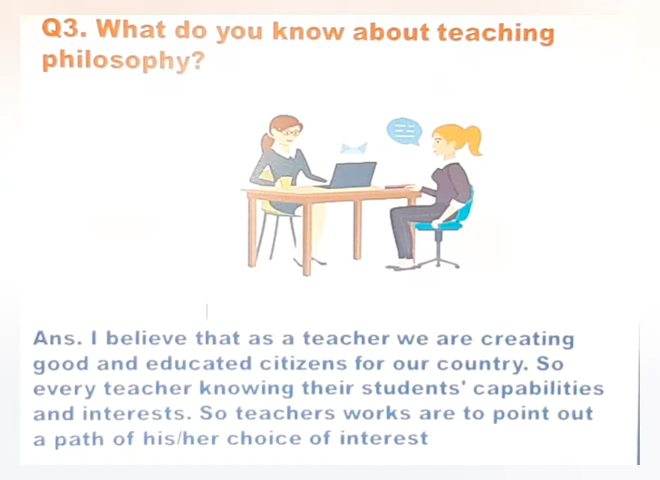 Q3. What do you know about teaching
philosophy?
Ans. I believe that as a teacher we are creating
good and educated citizens for our country. So
every teacher knowing their students' capabilities
and interests. So teachers works are to point out
a path of his/her choice of interest